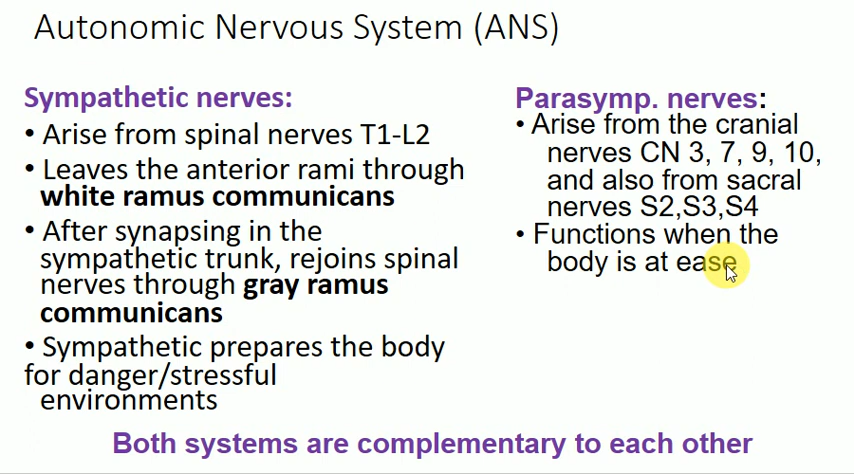 Autonomic Nervous System (ANS)
Sympathetic nerves:
• Arise from spinal nerves T1-L2
• Leaves the anterior rami through
white ramus communicans
• After synapsing in the
sympathetic trunk, rejoins spinal
nerves through gray ramus
communicans
• Sympathetic prepares the body
for danger/stressful
environments
Parasymp. nerves:
• Arise from the cranial
nerves CN 3, 7, 9, 10,
and also from sacral
nerves S2,S3,S4
• Functions when the
body is at ease
Both systems are complementary to each other